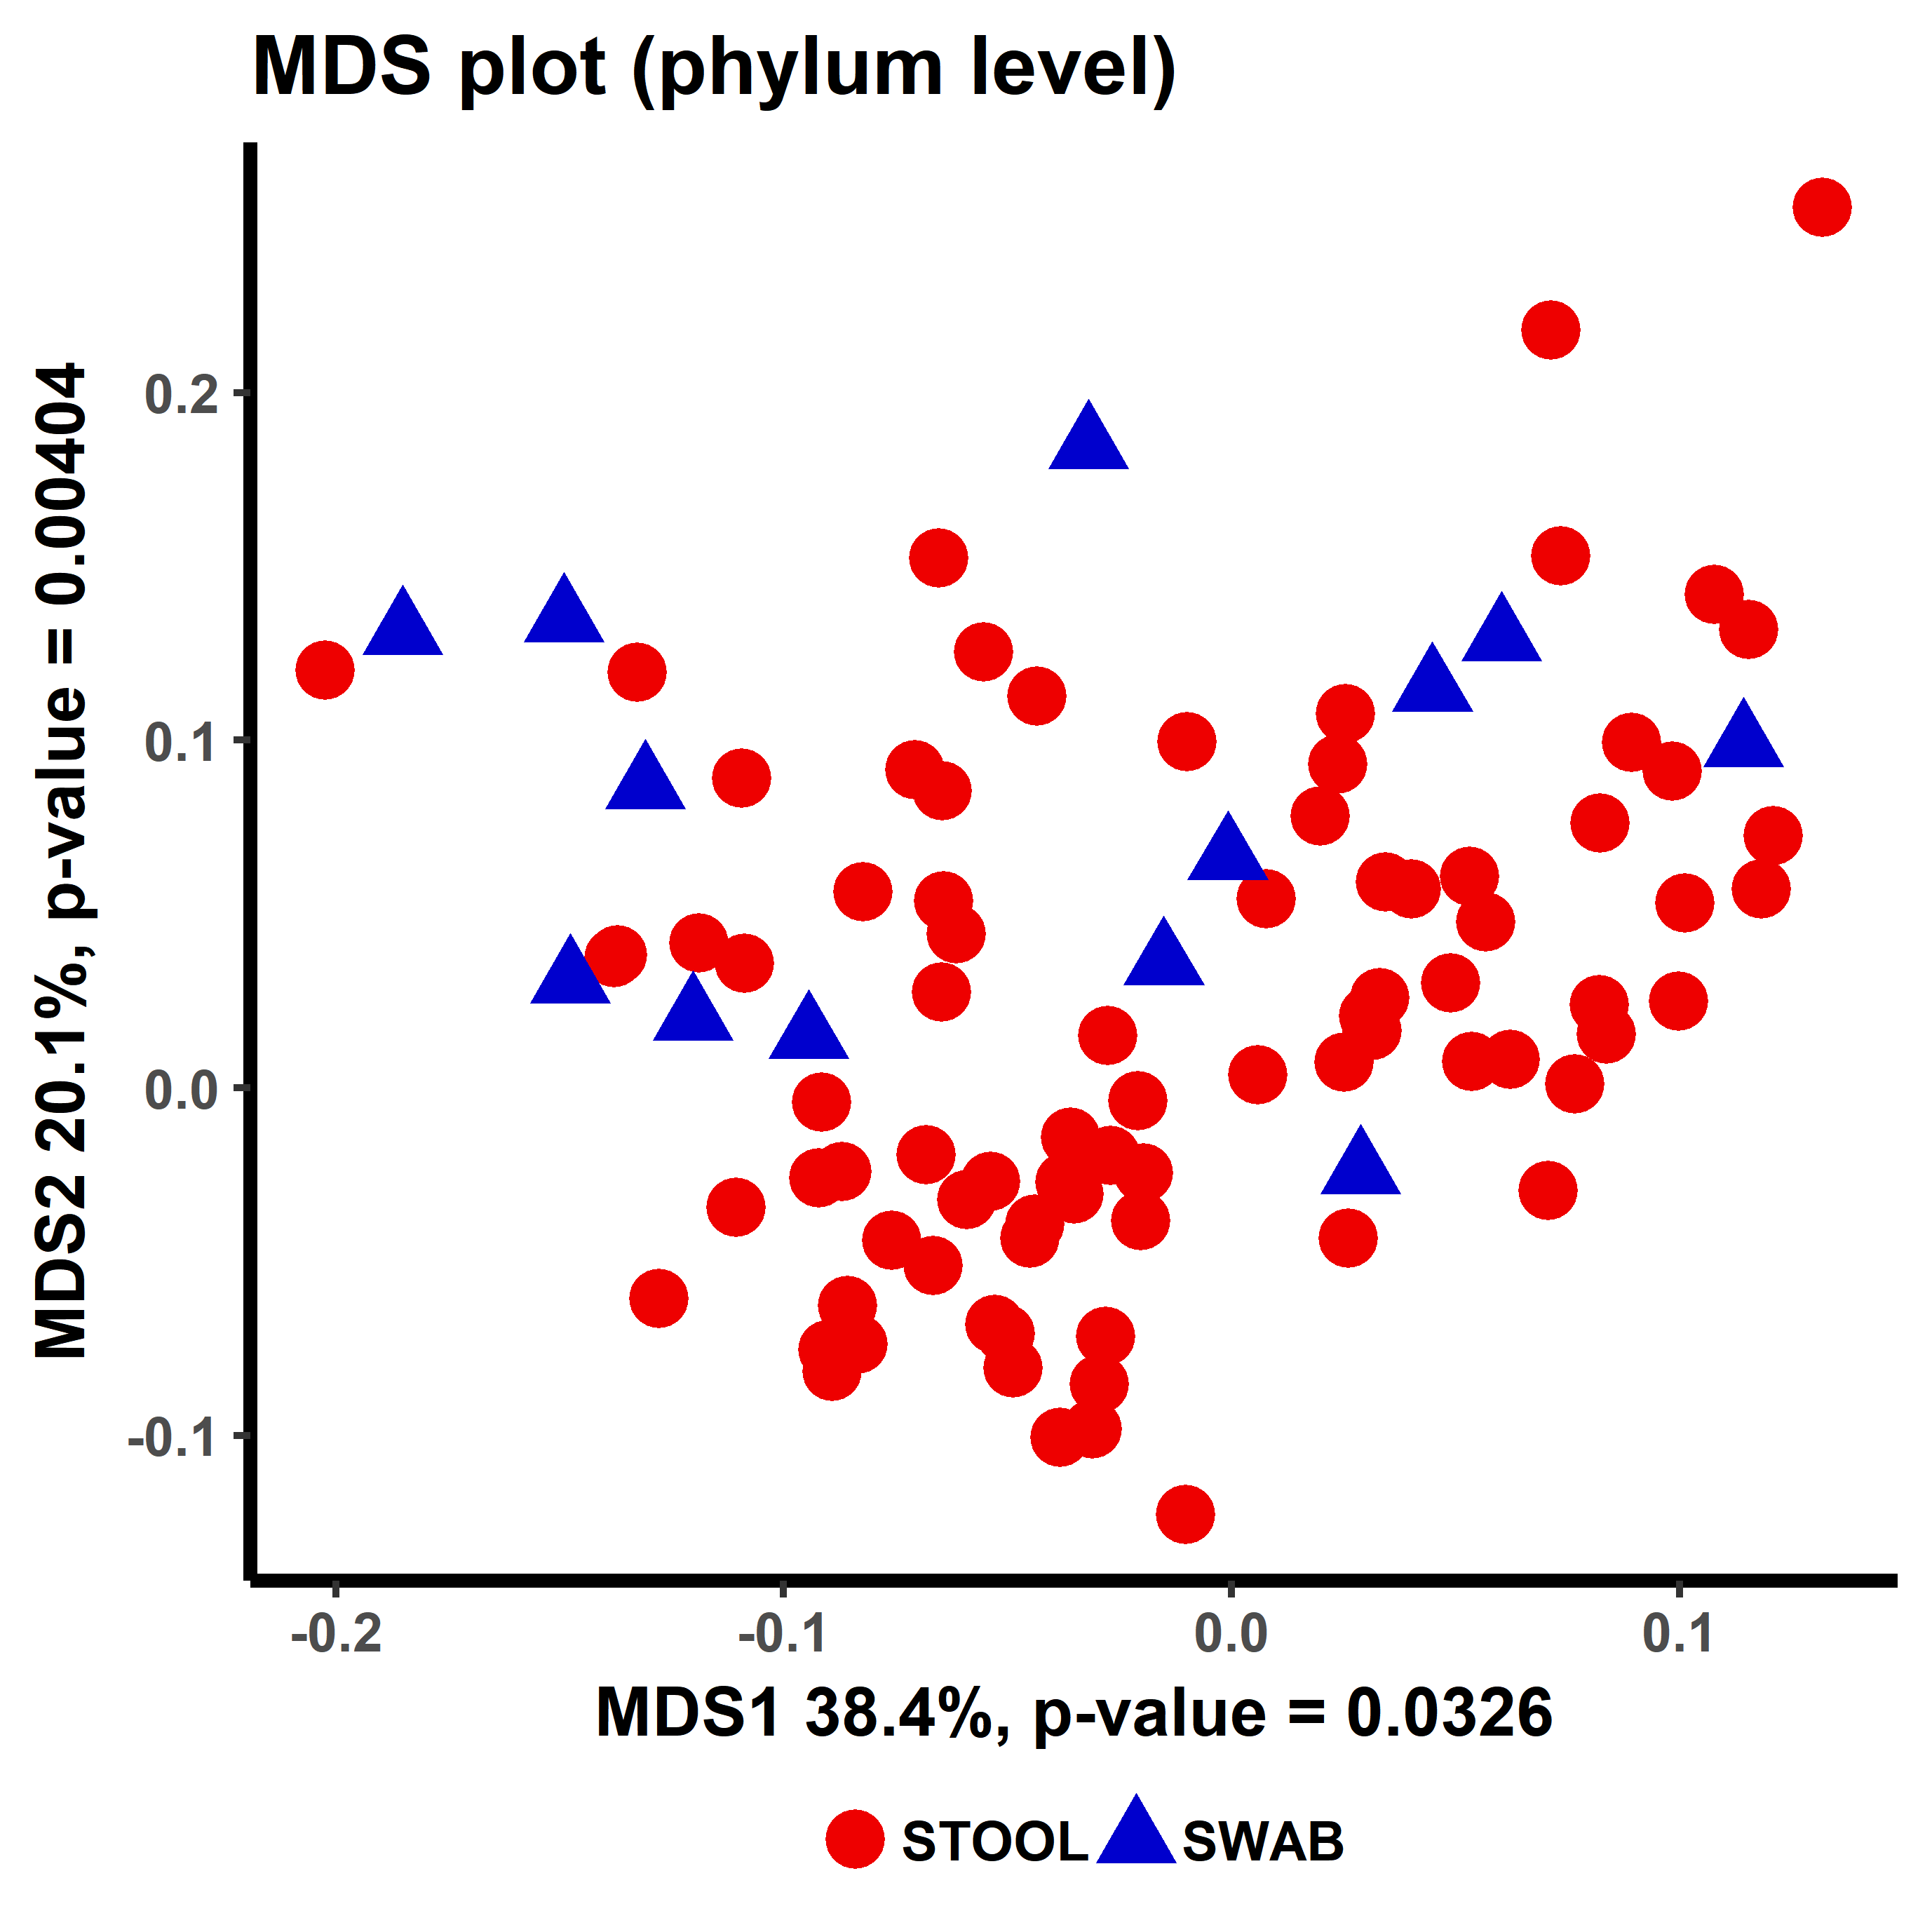 MDS plot (phylum level)
MDS2 20.1%, p-value = 0.00404
0.2
0.1
0.0
-0.1
-0.2
-0.1
0.0
0.1
MDS1 38.4%, p-value = 0.0326
STOOL
SWAB